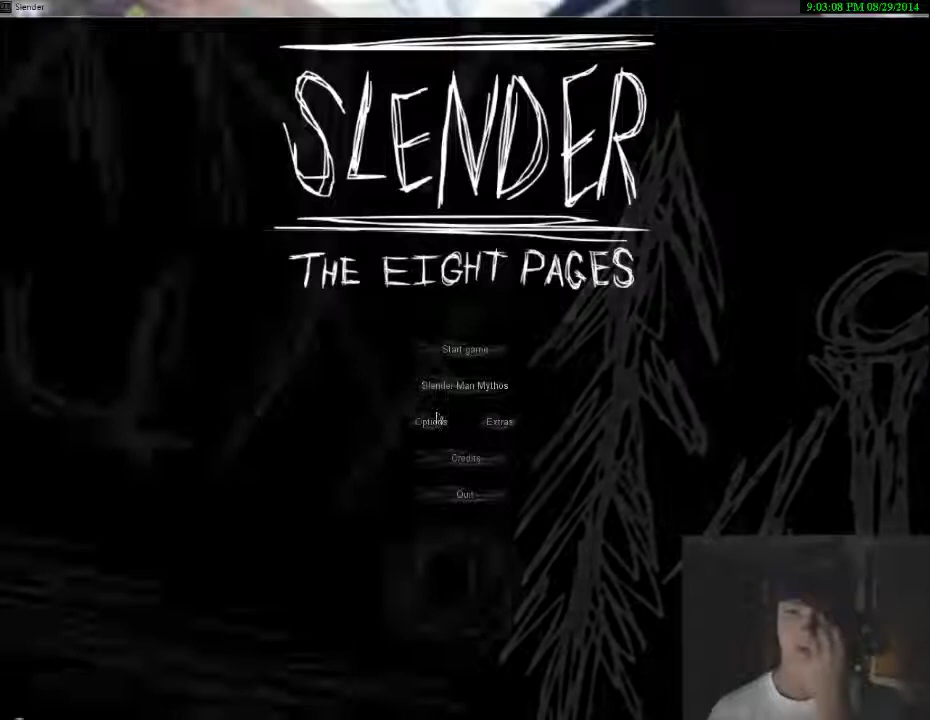 Slender
9:03:08 PM 08/29/2014
SLENDER
THE EIGHT PAGES
Start game
Slender Man Mythos
Options Extras
Credits
Quit